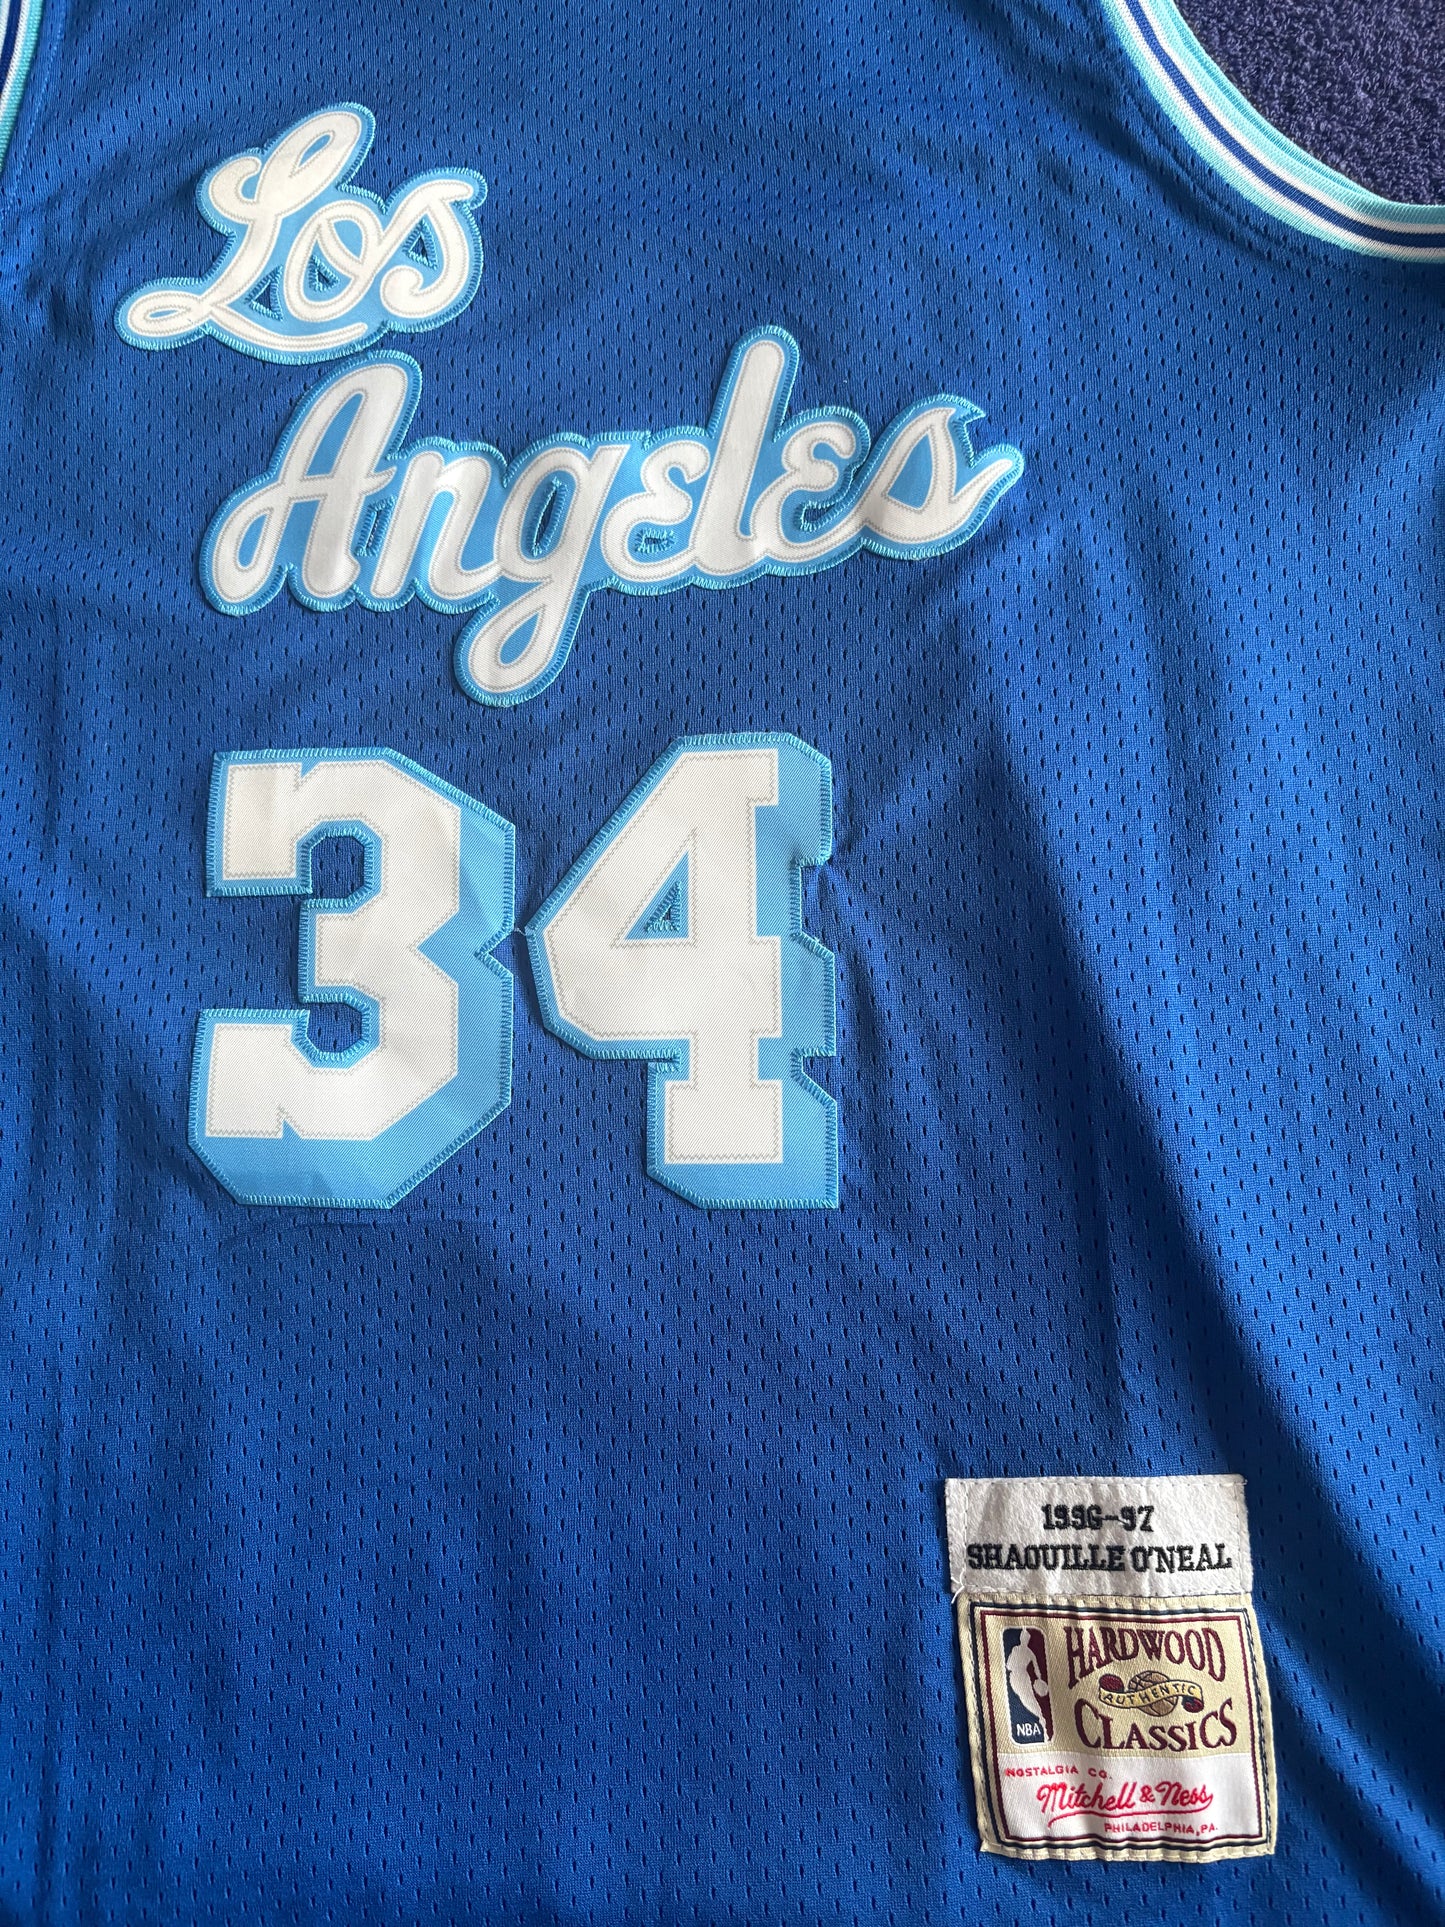 Los
Angeles
34
1996-97
SHAQUILLE O'NEAL
HARDWOOD
AUTHENTIC
CLASSICS
NBA
NOSTALGIA CO.
Mitchell & Ness
PHILADELPHIA, PA.